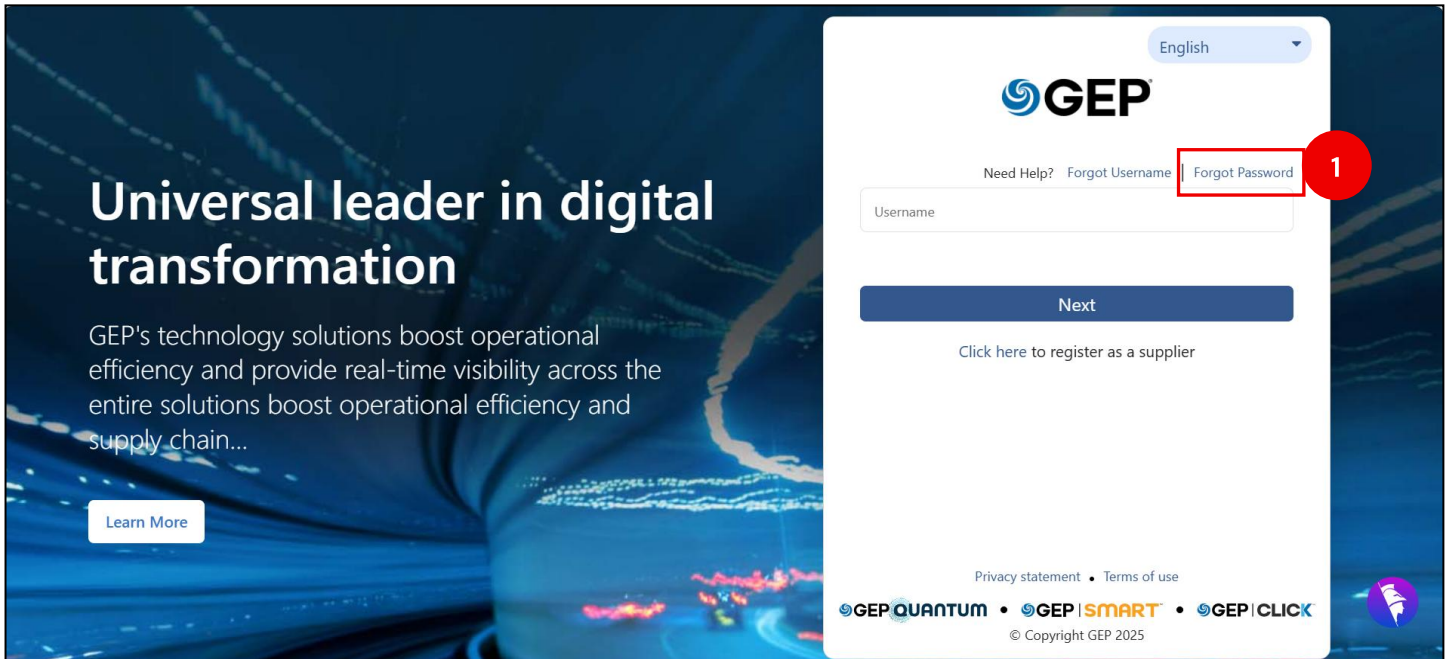 Universal leader in digital
transformation
GEP's technology solutions boost operational
efficiency and provide real-time visibility across the
entire solutions boost operational efficiency and
supply chain...
Learn More
English
GEP
Need Help? Forgot Username | Forgot Password
1
Username
Next
Click here to register as a supplier
Privacy statement • Terms of use
GEP QUANTUM • GEP | SMART • GEP | CLICK
© Copyright GEP 2025